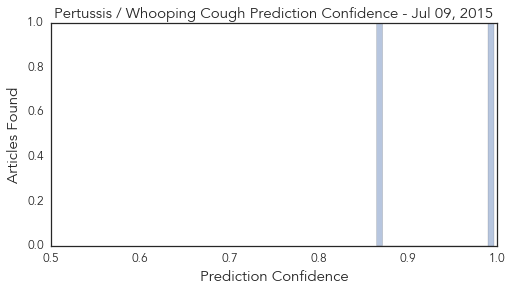 Pertussis / Whooping Cough Prediction Confidence - Jul 09, 2015
1.0
0.8
0.6
0.4
0.2
0.0
Articles Found
0.5 0.6 0.7 0.8 0.9 1.0
Prediction Confidence